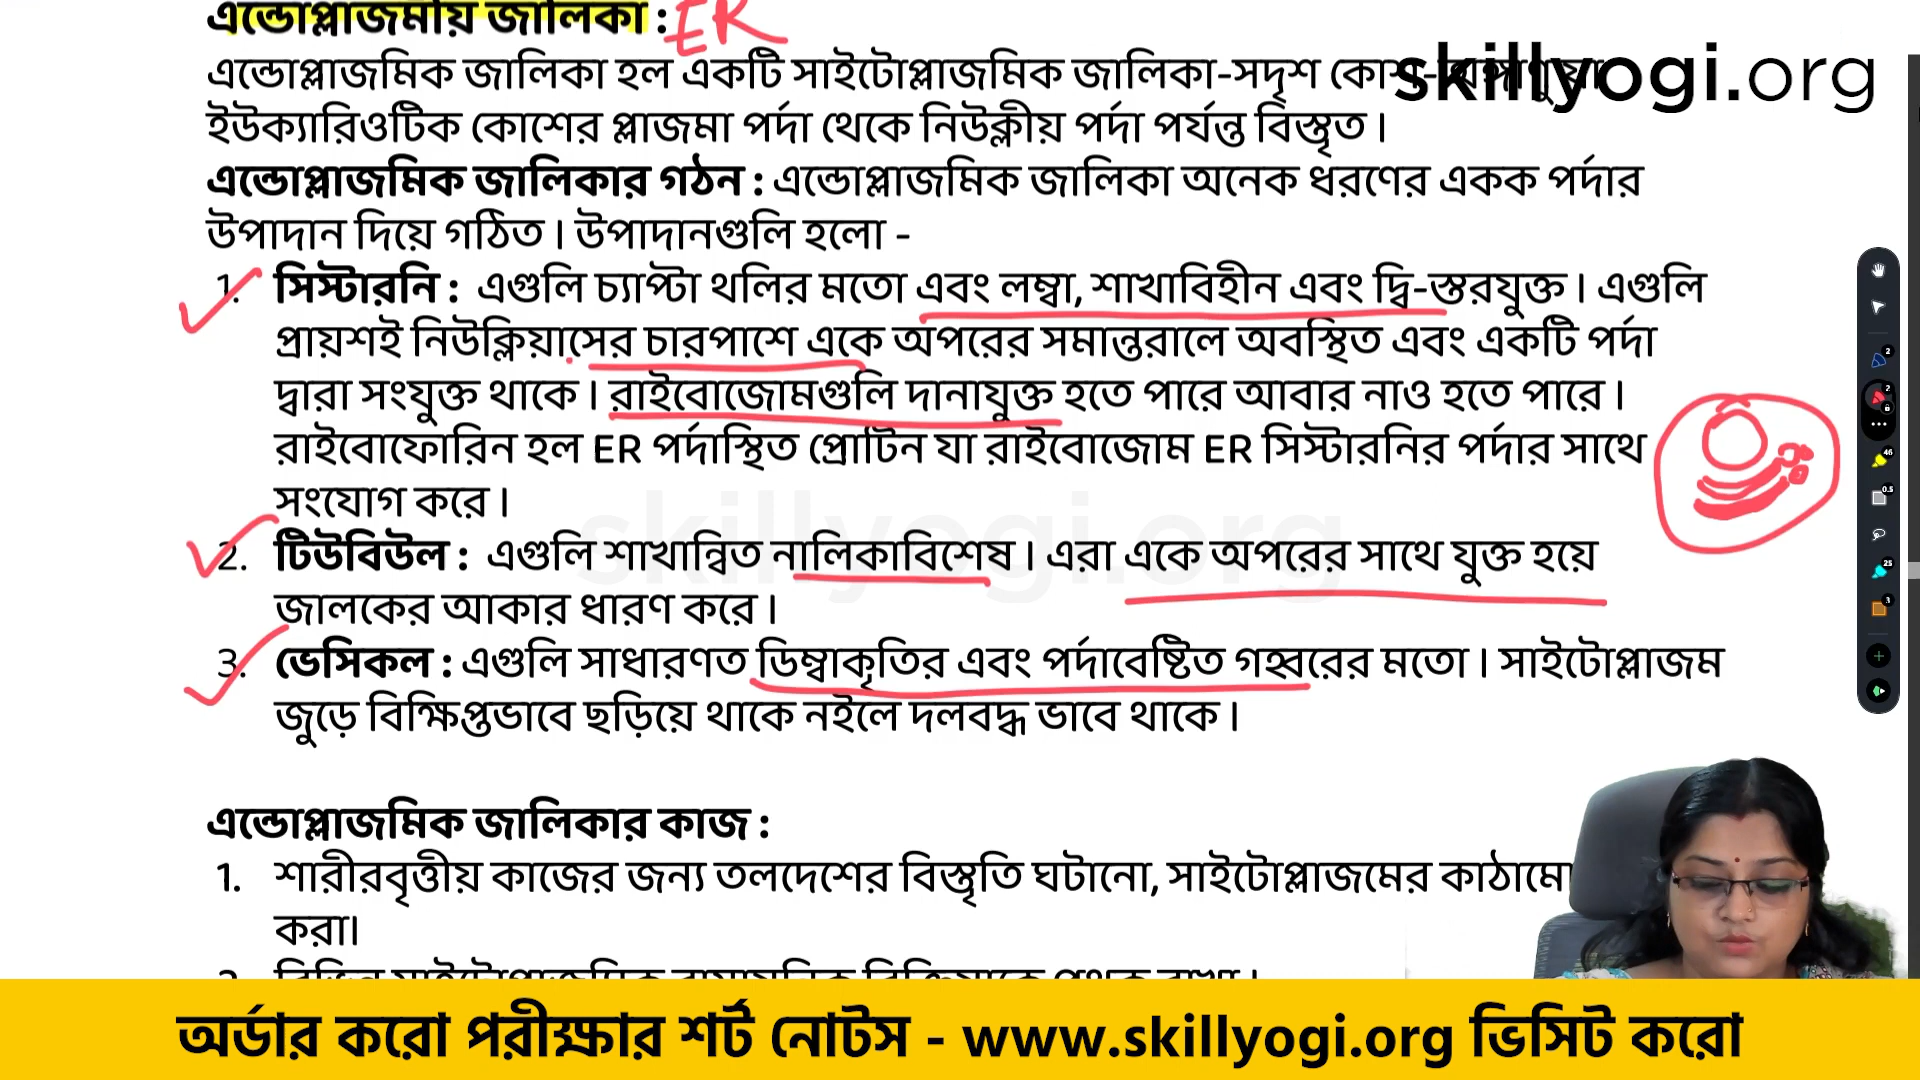 এন্ডোপ্লাজমীয় জালিকা : ER
skillyogi.org
এন্ডোপ্লাজমিক জালিকা হল একটি সাইটোপ্লাজমিক জালিকা-সদৃশ
ইউক্যারিওটিক কোশের প্লাজমা পর্দা থেকে নিউক্লীয় পর্দা পর্যন্ত বিস্তৃত ।
এন্ডোপ্লাজমিক জালিকার গঠন : এন্ডোপ্লাজমিক জালিকা অনেক ধরণের একক পর্দার
উপাদান দিয়ে গঠিত । উপাদানগুলি হলো -
1. সিস্টারনি : এগুলি চ্যাপ্টা থলির মতো এবং লম্বা, শাখাবিহীন এবং দ্বি-স্তরযুক্ত । এগুলি
প্রায়শই নিউক্লিয়াসের চারপাশে একে অপরের সমান্তরালে অবস্থিত এবং একটি পর্দা
দ্বারা সংযুক্ত থাকে । রাইবোজোমগুলি দানাযুক্ত হতে পারে আবার নাও হতে পারে ।
রাইবোফোরিন হল ER পর্দাস্থিত প্রোটিন যা রাইবোজোম ER সিস্টারনির পর্দার সাথে
সংযোগ করে ।
skillyogi.org
2. টিউবিউল : এগুলি শাখান্বিত নালিকাবিশেষ । এরা একে অপরের সাথে যুক্ত হয়ে
জালকের আকার ধারণ করে ।
3. ভেসিকল : এগুলি সাধারণত ডিম্বাকৃতির এবং পর্দাবেষ্টিত গহ্বরের মতো । সাইটোপ্লাজম
জুড়ে বিক্ষিপ্তভাবে ছড়িয়ে থাকে নইলে দলবদ্ধ ভাবে থাকে ।
এন্ডোপ্লাজমিক জালিকার কাজ :
1. শারীরবৃত্তীয় কাজের জন্য তলদেশের বিস্তৃতি ঘটানো, সাইটোপ্লাজমের
করা।
অর্ডার করো পরীক্ষার শর্ট নোটস - www.skillyogi.org ভিসিট করো